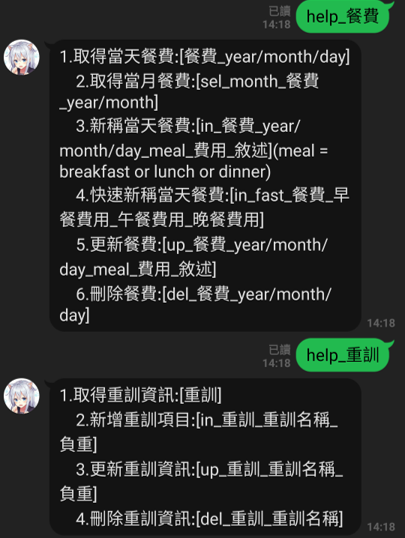 已讀
14:18
help_餐費
1.取得當天餐費:[餐費_year/month/day]
2.取得當月餐費:[sel_month_餐費
_year/month]
3.新稱當天餐費:[in_餐費_year/
month/day_meal_費用_敘述](meal =
breakfast or lunch or dinner)
4.快速新稱當天餐費:[in_fast_餐費_早
餐費用_午餐費用_晚餐費用]
5.更新餐費:[up_餐費_year/month/
day_meal_費用_敘述]
6.刪除餐費:[del_餐費_year/month/
day]
14:18
已讀
14:18
help_重訓
1.取得重訓資訊:[重訓]
2.新增重訓項目:[in_重訓_重訓名稱_
負重]
3.更新重訓資訊:[up_重訓_重訓名稱_
負重]
4.刪除重訓資訊:[del_重訓_重訓名稱]
14:18